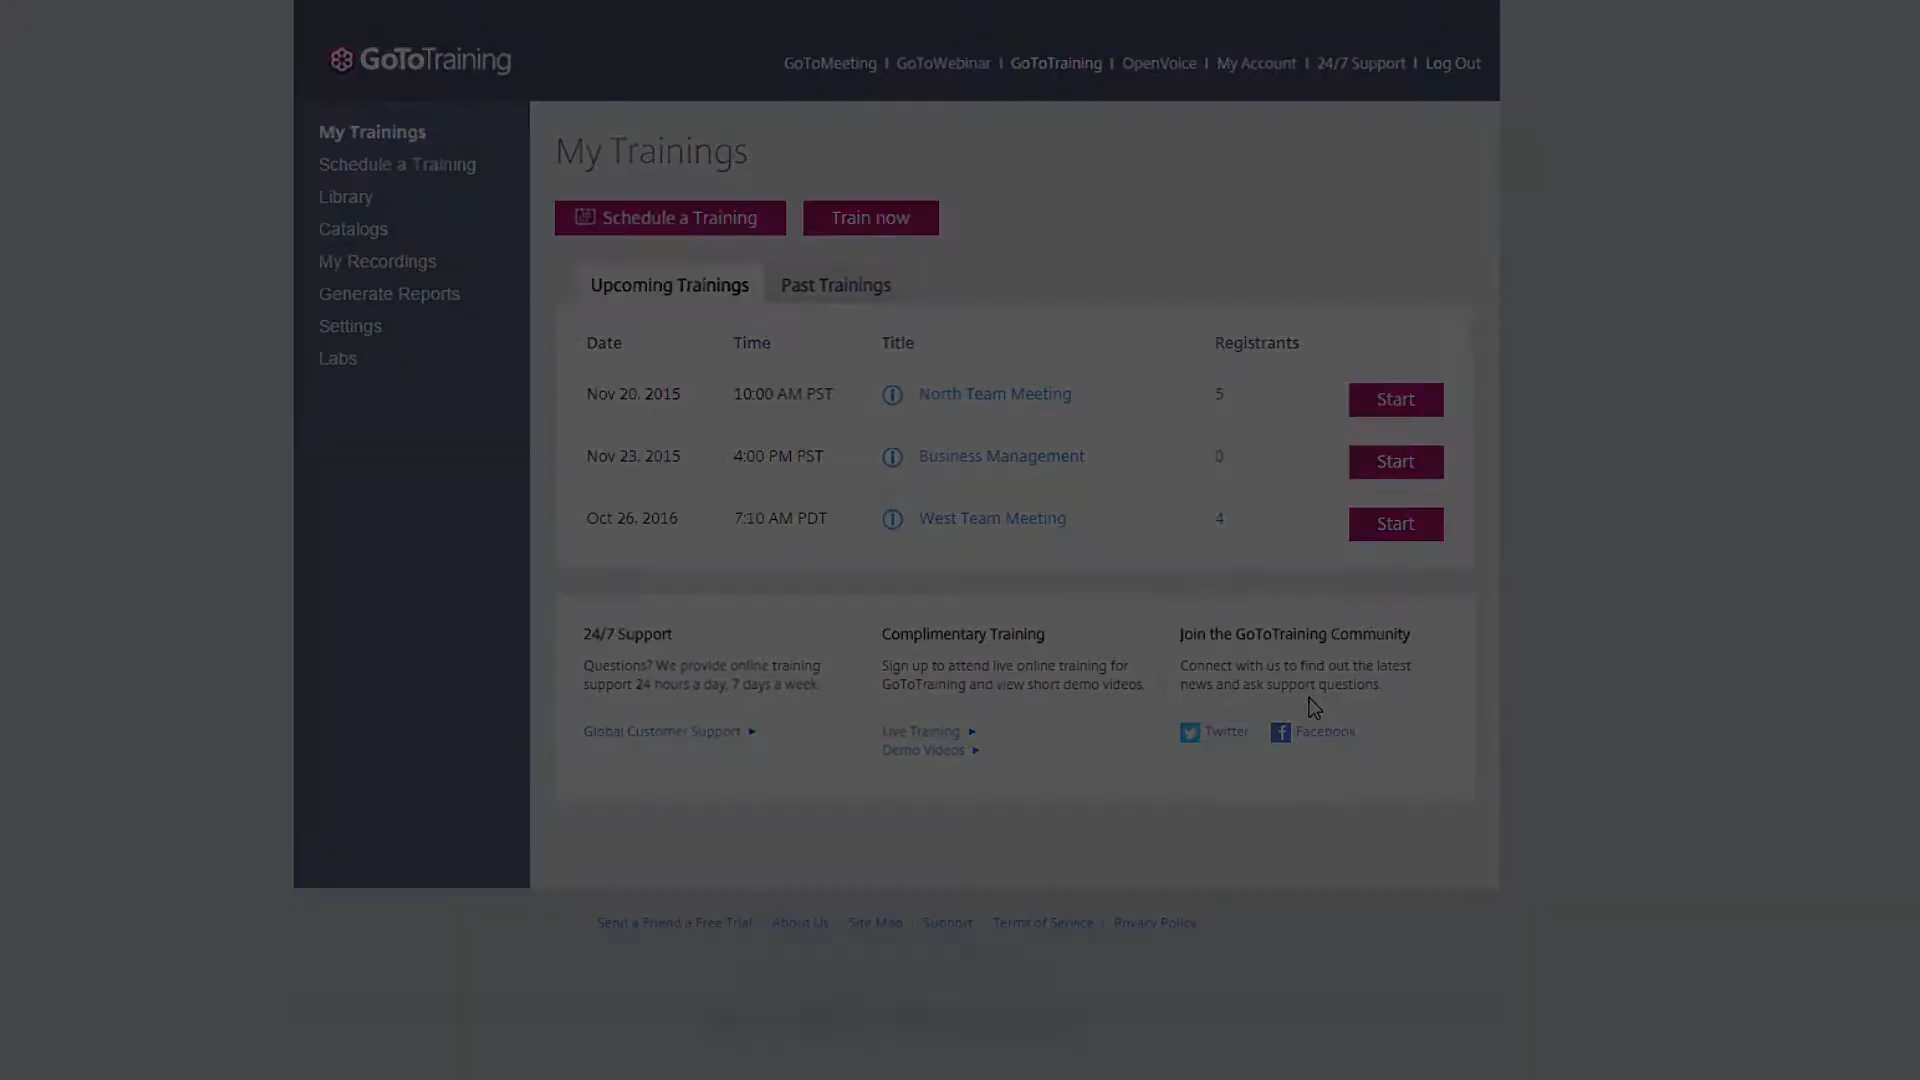 GoToTraining
GoToMeeting | GoToWebinar | GoToTraining | OpenVoice | My Account | 24/7 Support | Log Out
My Trainings
Schedule a Training
Library
Catalogs
My Recordings
Generate Reports
Settings
Labs
My Trainings
Schedule a Training
Train now
Upcoming Trainings
Past Trainings
Date Time Title Registrants
Nov 20, 2015 10:00 AM PST North Team Meeting 5 Start
Nov 23, 2015 4:00 PM PST Business Management 0 Start
Oct 26, 2016 7:10 AM PDT West Team Meeting 4 Start
24/7 Support
Questions? We provide online training
support 24 hours a day, 7 days a week.
Global Customer Support
Complimentary Training
Sign up to attend live online training for
GoToTraining and view short demo videos.
Live Training
Demo Videos
Join the GoToTraining Community
Connect with us to find out the latest
news and ask support questions.
Twitter Facebook
Send a Friend a Free Trial | About Us | Site Map | Support | Terms of Service | Privacy Policy